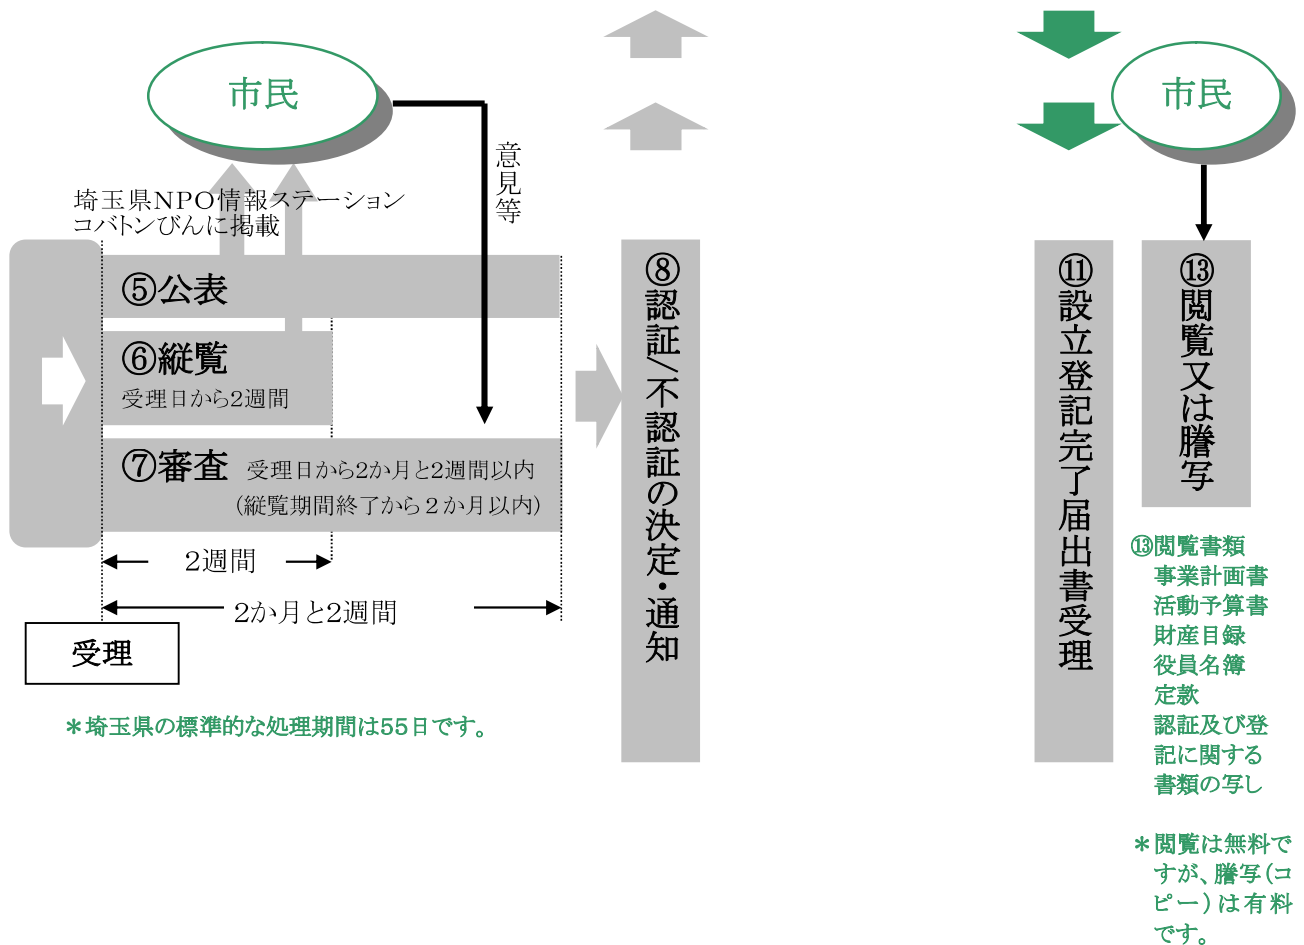 市民
意見等
埼玉県NPO情報ステーション
コバトンびんに掲載
⑤公表
⑥縦覧
受理日から2週間
⑦審査 受理日から2か月と2週間以内
(縦覧期間終了から2か月以内)
2週間
2か月と2週間
受理
*埼玉県の標準的な処理期間は55日です。
⑧認証/不認証の決定・通知
⑪設立登記完了届出書受理
市民
⑬閲覧又は謄写
⑬閲覧書類
事業計画書
活動予算書
財産目録
役員名簿
定款
認証及び登
記に関する
書類の写し
*閲覧は無料で
すが、謄写(コ
ピー)は有料
です。